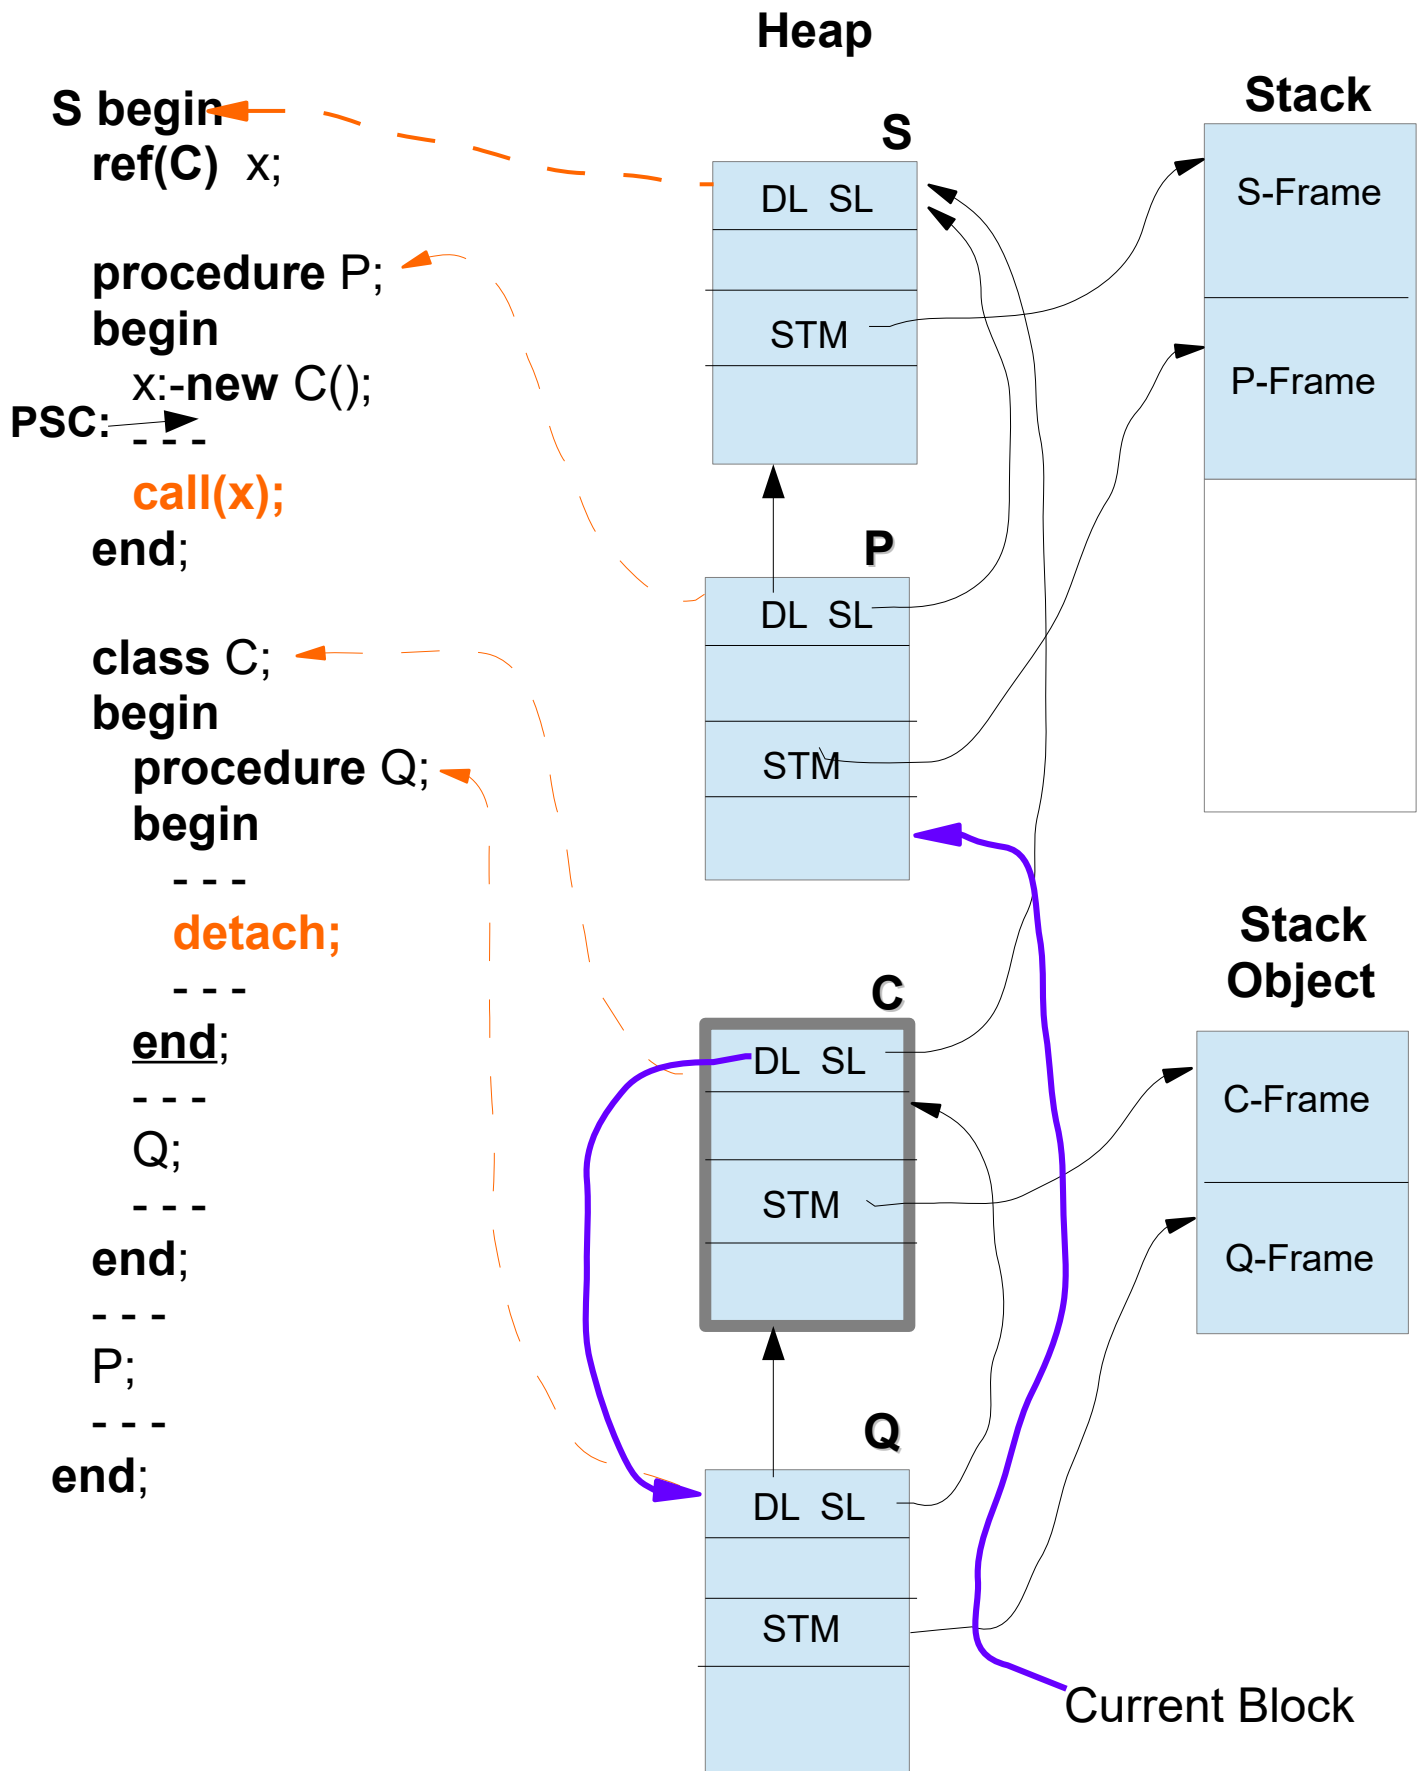 Heap
S begin
ref(C) x;
procedure P;
begin
x:-new C();
PSC:
- - -
call(x);
end;
class C;
begin
procedure Q;
begin
- - -
detach;
- - -
end;
- - -
Q;
- - -
end;
- - -
P;
- - -
end;
S
DL SL
STM
P
DL SL
STM
C
DL SL
STM
Q
DL SL
STM
Stack
S-Frame
P-Frame
Stack
Object
C-Frame
Q-Frame
Current Block